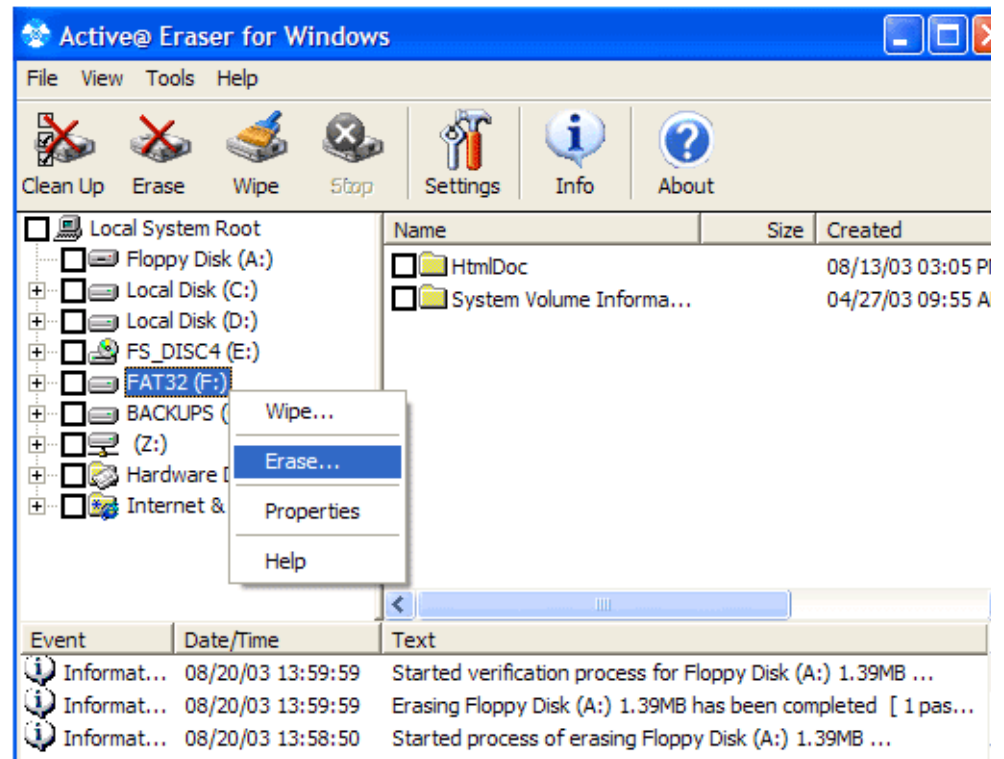 Active@ Eraser for Windows
File View Tools Help
Clean Up Erase Wipe Stop Settings Info About
Local System Root
Floppy Disk (A:)
Local Disk (C:)
Local Disk (D:)
FS_DISC4 (E:)
FAT32 (F:)
BACKUPS (
(Z:)
Hardware
Internet &
Wipe...
Erase...
Properties
Help
Name Size Created
HtmlDoc 08/13/03 03:05
System Volume Informa... 04/27/03 09:55
Event Date/Time Text
Informat... 08/20/03 13:59:59 Started verification process for Floppy Disk (A:) 1.39MB ...
Informat... 08/20/03 13:59:59 Erasing Floppy Disk (A:) 1.39MB has been completed [ 1 pas...
Informat... 08/20/03 13:58:50 Started process of erasing Floppy Disk (A:) 1.39MB ...